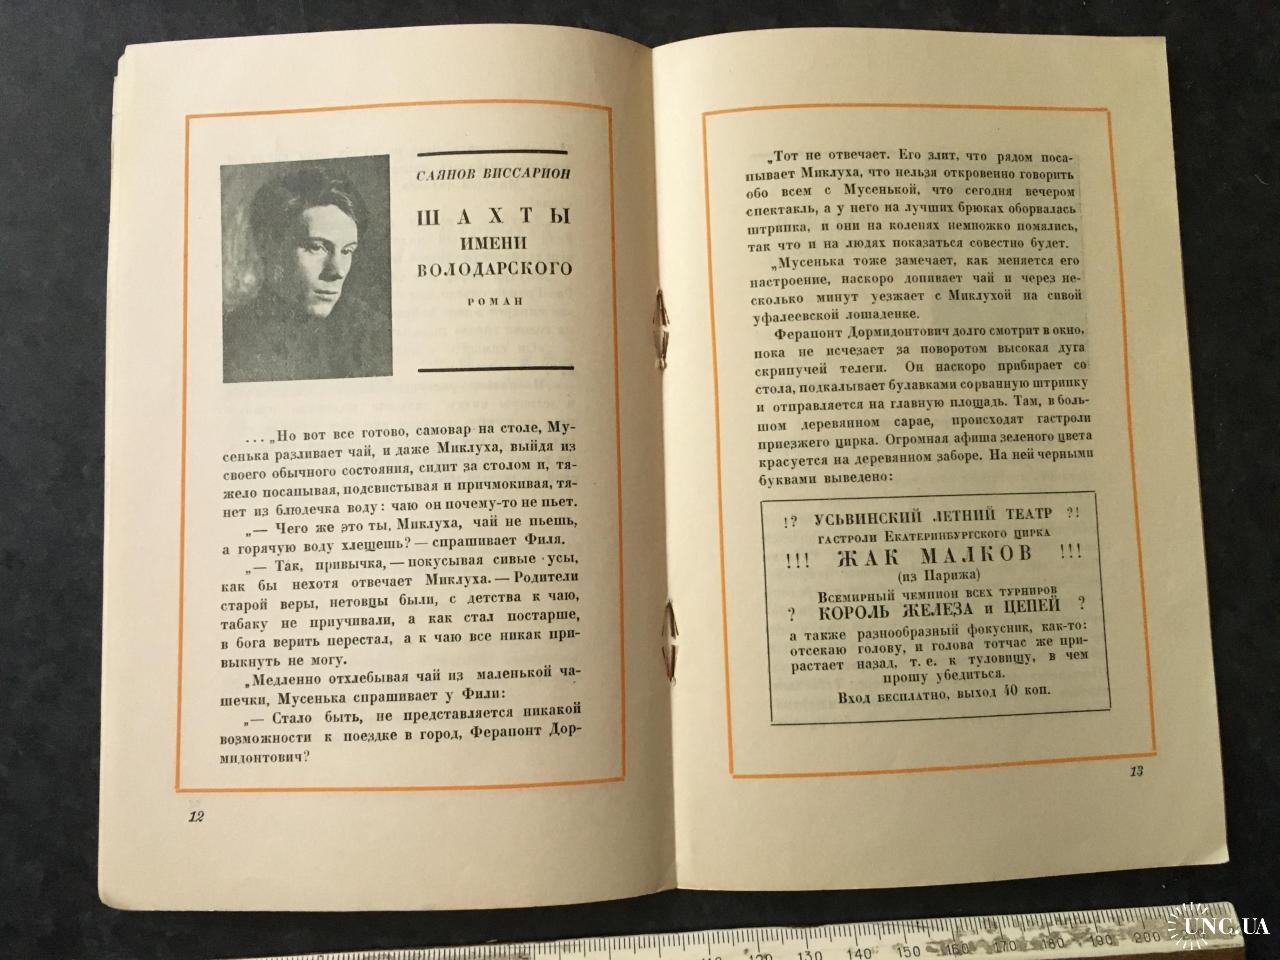 САЯНОВ ВИССАРИОН
ШАХТЫ
ИМЕНИ
ВОЛОДАРСКОГО
РОМАН
... „Но вот все готово, самовар на столе, Му-
сенька разливает чай, и даже Миклуха, выйдя из
своего обычного состояния, сидит за столом и, тя-
жело посапывая, подсвистывая и причмокивая, тя-
нет из блюдечка воду: чаю он почему-то не пьет.
„— Чего же это ты, Миклуха, чай не пьешь,
а горячую воду хлещешь? — спрашивает Филя.
„— Так, привычка, — покусывая сивые усы,
как бы нехотя отвечает Миклуха. — Родители
старой веры, нетовцы были, с детства к чаю,
табаку не приучивали, а как стал постарше,
в бога верить перестал, а к чаю все никак при-
выкнуть не могу.
„Медленно отхлебывая чай из маленькой ча-
шечки, Мусенька спрашивает у Фили:
„— Стало быть, не представляется никакой
возможности к поездке в город, Ферапонт Дор-
мидонтович?
12
„Тот не отвечает. Его злит, что рядом поса-
пывает Миклуха, что нельзя откровенно говорить
обо всем с Мусенькой, что сегодня вечером
спектакль, а у него на лучших брюках оборвалась
штрипка, и они на коленях немножко помялись,
так что и на людях показаться совестно будет.
„Мусенька тоже замечает, как меняется его
настроение, наскоро допивает чай и через не-
сколько минут уезжает с Миклухой на сивой
уфалеевской лошаденке.
Ферапонт Дормидонтович долго смотрит в окно,
пока не исчезает за поворотом высокая дуга
скрипучей телеги. Он наскоро прибирает со
стола, подкалывает булавками сорванную штрипку
и отправляется на главную площадь. Там, в боль-
шом деревянном сарае, происходят гастроли
приезжего цирка. Огромная афиша зеленого цвета
красуется на деревянном заборе. На ней черными
буквами выведено:
!? УСЬВИНСКИЙ ЛЕТНИЙ ТЕАТР ?!
ГАСТРОЛИ ЕКАТЕРИНБУРГСКОГО ЦИРКА
!!! ЖАК МАЛКОВ !!!
(из Парижа)
ВСЕМИРНЫЙ ЧЕМПИОН ВСЕХ ТУРНИРОВ
? КОРОЛЬ ЖЕЛЕЗА и ЦЕПЕЙ ?
а также разнообразный фокусник, как-то:
отсекаю голову, и голова тотчас же при-
растает назад, т. е. к туловищу, в чем
прошу убедиться.
Вход бесплатно, выход 40 коп.
13
120 130 140 150 160 170 180 190 200
UNC.UA